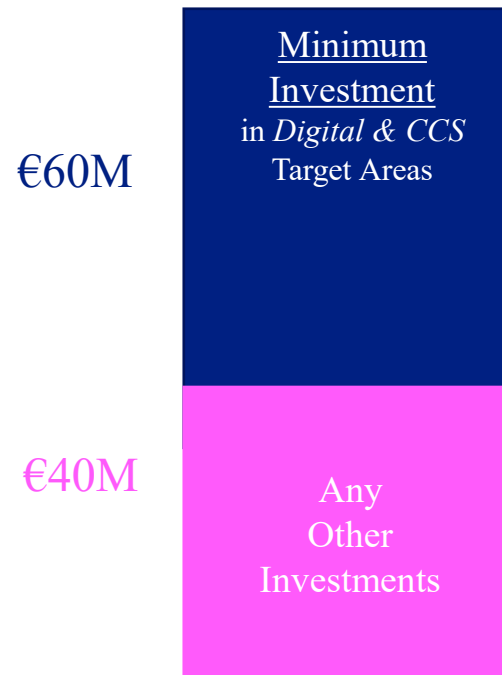 Minimum
Investment
in Digital & CCS
Target Areas
€60M
€40M
Any
Other
Investments